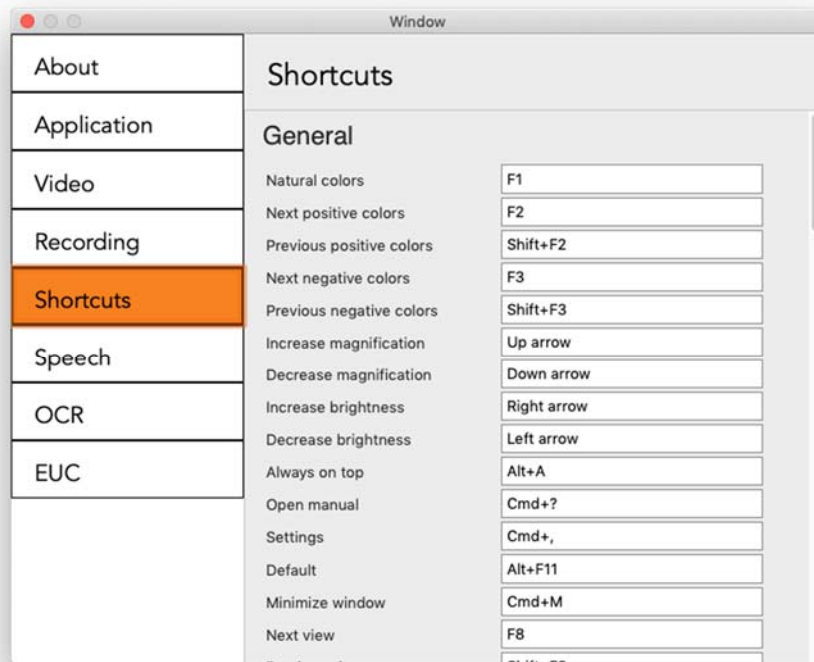 Window
About
Application
Video
Recording
Shortcuts
Speech
OCR
EUC
Shortcuts
General
Natural colors F1
Next positive colors F2
Previous positive colors Shift+F2
Next negative colors F3
Previous negative colors Shift+F3
Increase magnification Up arrow
Decrease magnification Down arrow
Increase brightness Right arrow
Decrease brightness Left arrow
Always on top Alt+A
Open manual Cmd+?
Settings Cmd+,
Default Alt+F11
Minimize window Cmd+M
Next view F8